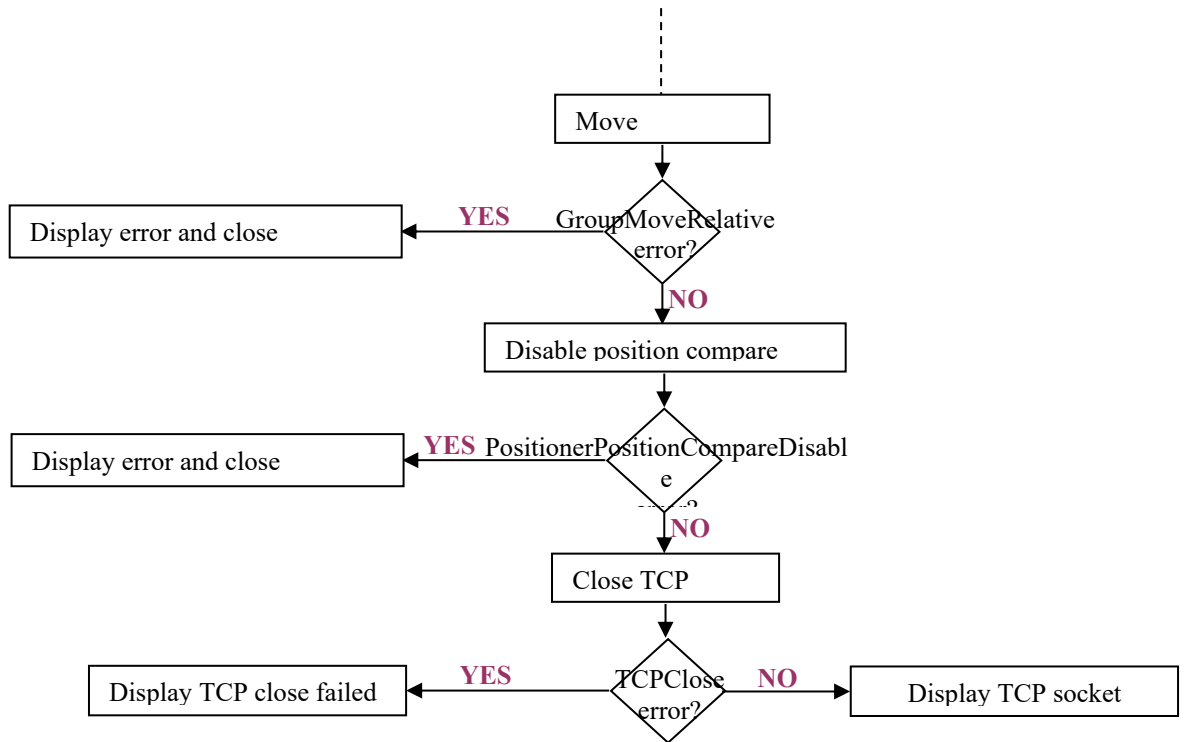 Move
YES
GroupMoveRelative
error?
Display error and close
NO
Disable position compare
YES
PositionerPositionCompareDisabl
e
error?
Display error and close
NO
Close TCP
YES
TCPClose
error?
NO
Display TCP close failed
Display TCP socket